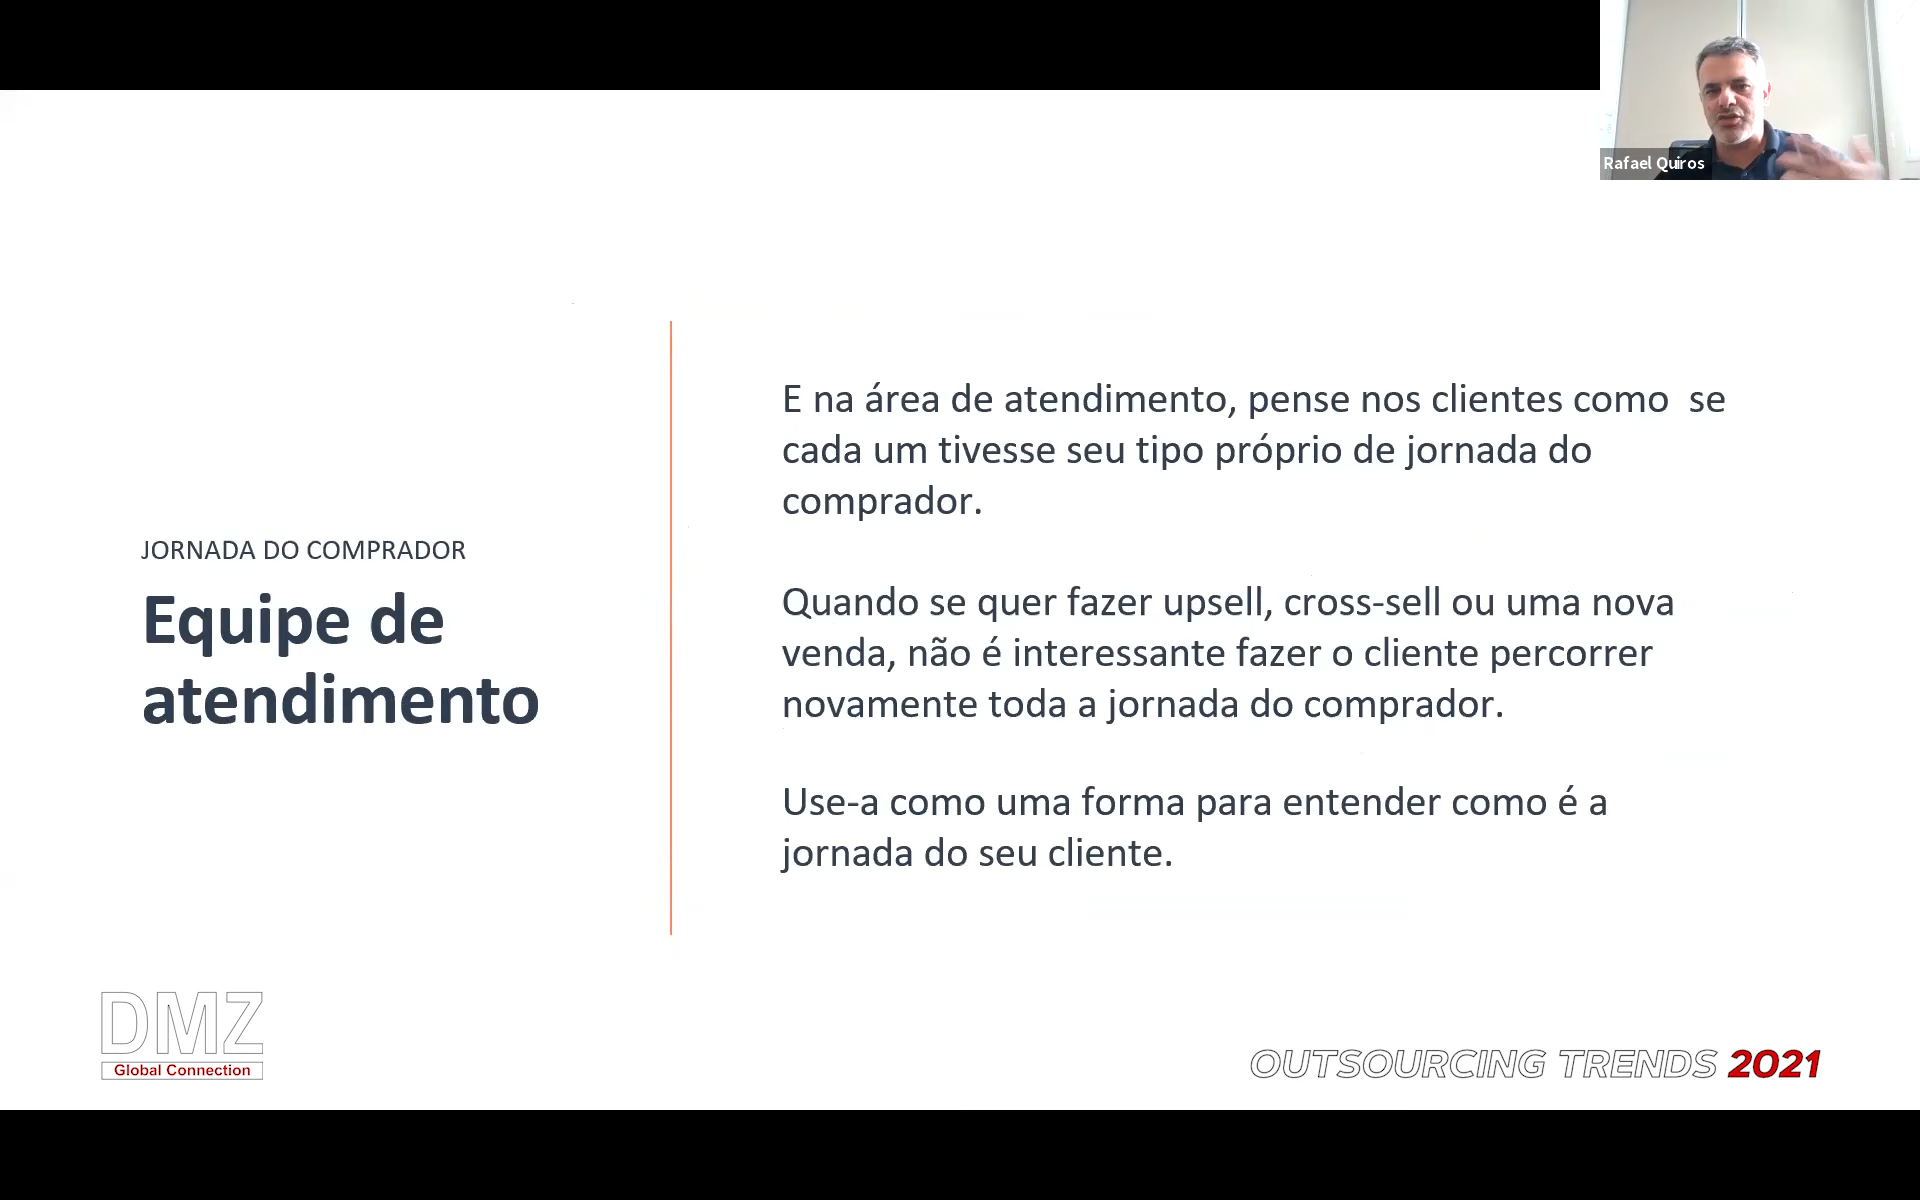 Rafael Quiros
E na área de atendimento, pense nos clientes como  se
cada um tivesse seu tipo próprio de jornada do
comprador.
JORNADA DO COMPRADOR
Equipe de
atendimento
Quando se quer fazer upsell, cross-sell ou uma nova
venda, não é interessante fazer o cliente percorrer
novamente toda a jornada do comprador.
Use-a como uma forma para entender como é a
jornada do seu cliente.
DMZ
Global Connection
OUTSOURCING TRENDS 2021